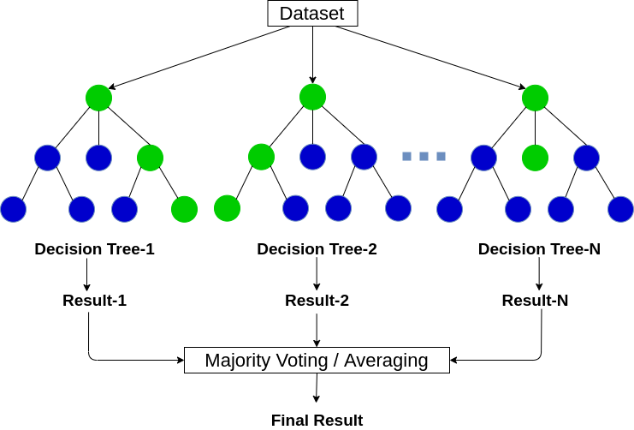 Dataset
Decision Tree-1
Decision Tree-2
Decision Tree-N
Result-1
Result-2
Result-N
Majority Voting / Averaging
Final Result